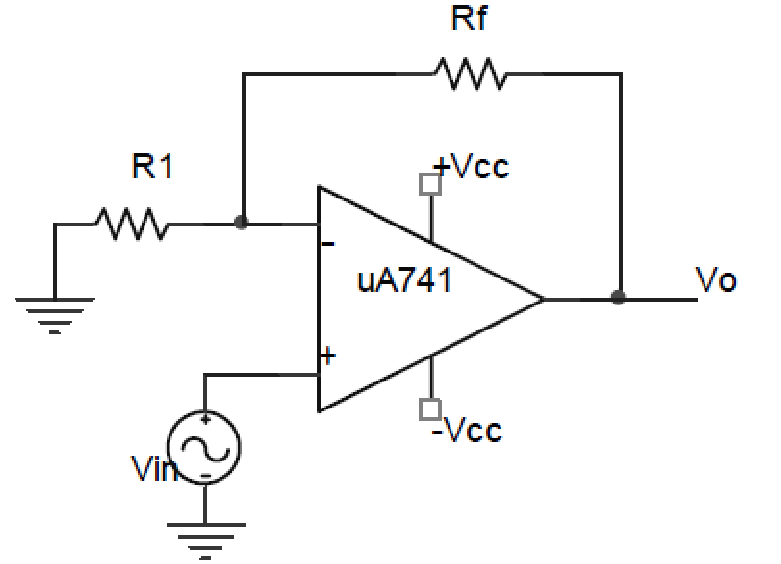 Rf
R1
+Vcc
-
uA741
Vo
+
-Vcc
+
Vin
-